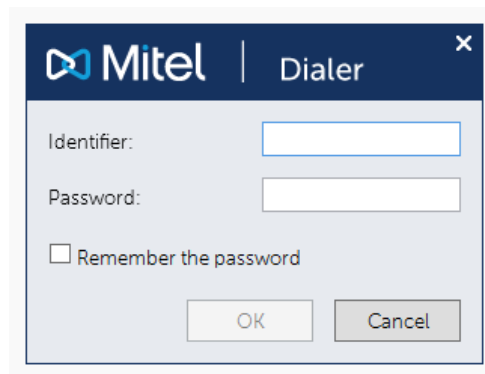 Mitel | Dialer
Identifier:
Password:
Remember the password
OK Cancel